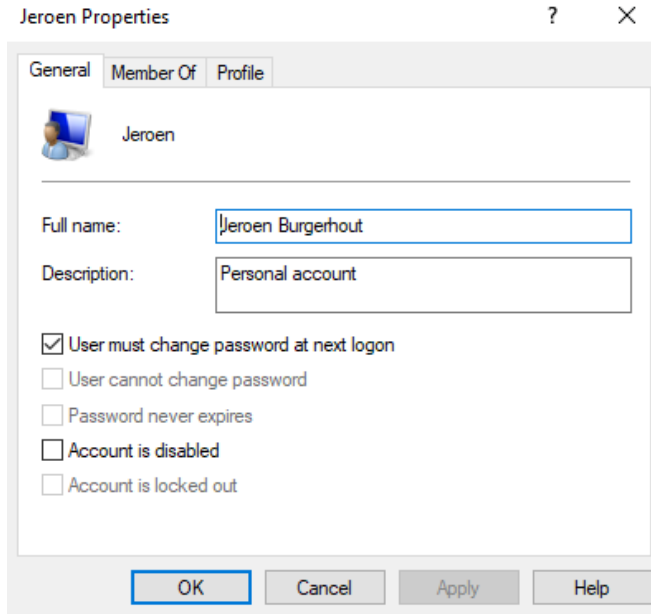 Jeroen Properties ?
General Member Of Profile
Jeroen
Full name: Jeroen Burgerhout
Description: Personal account
User must change password at next logon
User cannot change password
Password never expires
Account is disabled
Account is locked out
OK Cancel Apply Help